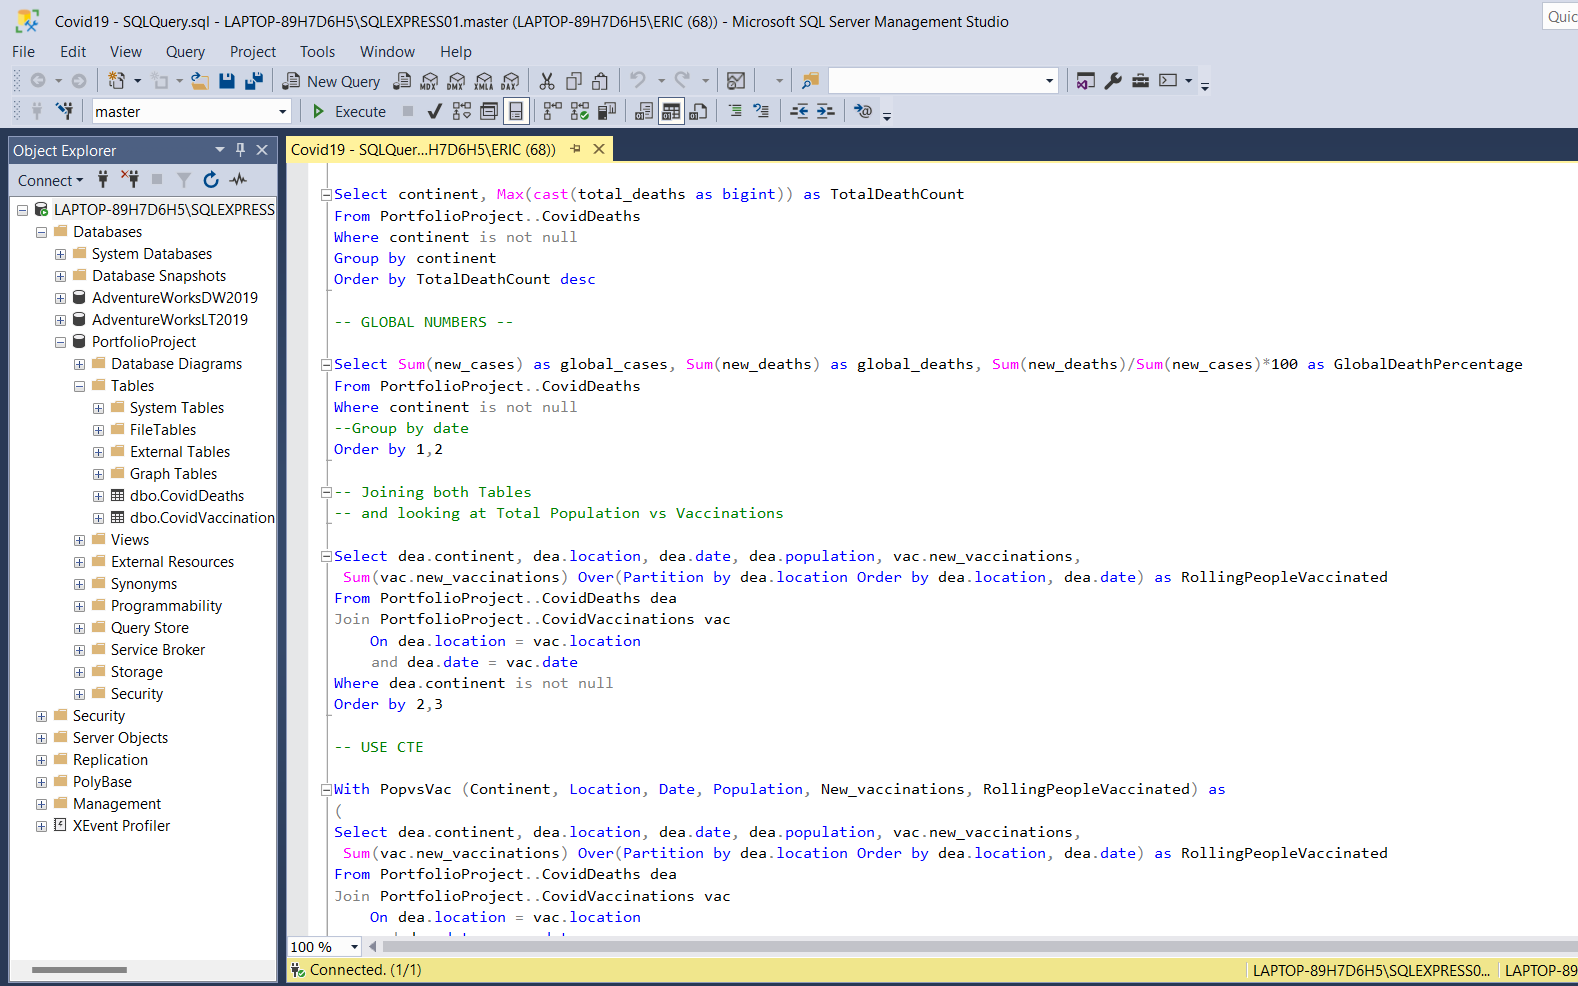 Covid19 - SQLQuery.sql - LAPTOP-89H7D6H5\SQLEXPRESS01.master (LAPTOP-89H7D6H5\ERIC (68)) - Microsoft SQL Server Management Studio
Quic
File Edit View Query Project Tools Window Help
New Query MDX DMX XMLA DAX
master Execute
Object Explorer
Connect
LAPTOP-89H7D6H5\SQLEXPRESS
Databases
System Databases
Database Snapshots
AdventureWorksDW2019
AdventureWorksLT2019
PortfolioProject
Database Diagrams
Tables
System Tables
FileTables
External Tables
Graph Tables
dbo.CovidDeaths
dbo.CovidVaccination
Views
External Resources
Synonyms
Programmability
Query Store
Service Broker
Storage
Security
Security
Server Objects
Replication
PolyBase
Management
XEvent Profiler
Covid19 - SQLQuer...H7D6H5\ERIC (68))
Select continent, Max(cast(total_deaths as bigint)) as TotalDeathCount
From PortfolioProject..CovidDeaths
Where continent is not null
Group by continent
Order by TotalDeathCount desc
-- GLOBAL NUMBERS --
Select Sum(new_cases) as global_cases, Sum(new_deaths) as global_deaths, Sum(new_deaths)/Sum(new_cases)*100 as GlobalDeathPercentage
From PortfolioProject..CovidDeaths
Where continent is not null
--Group by date
Order by 1,2
-- Joining both Tables
-- and looking at Total Population vs Vaccinations
Select dea.continent, dea.location, dea.date, dea.population, vac.new_vaccinations,
Sum(vac.new_vaccinations) Over(Partition by dea.location Order by dea.location, dea.date) as RollingPeopleVaccinated
From PortfolioProject..CovidDeaths dea
Join PortfolioProject..CovidVaccinations vac
On dea.location = vac.location
and dea.date = vac.date
Where dea.continent is not null
Order by 2,3
-- USE CTE
With PopvsVac (Continent, Location, Date, Population, New_vaccinations, RollingPeopleVaccinated) as
(
Select dea.continent, dea.location, dea.date, dea.population, vac.new_vaccinations,
Sum(vac.new_vaccinations) Over(Partition by dea.location Order by dea.location, dea.date) as RollingPeopleVaccinated
From PortfolioProject..CovidDeaths dea
Join PortfolioProject..CovidVaccinations vac
On dea.location = vac.location
100 %
Connected. (1/1)
LAPTOP-89H7D6H5\SQLEXPRESS0...
LAPTOP-89